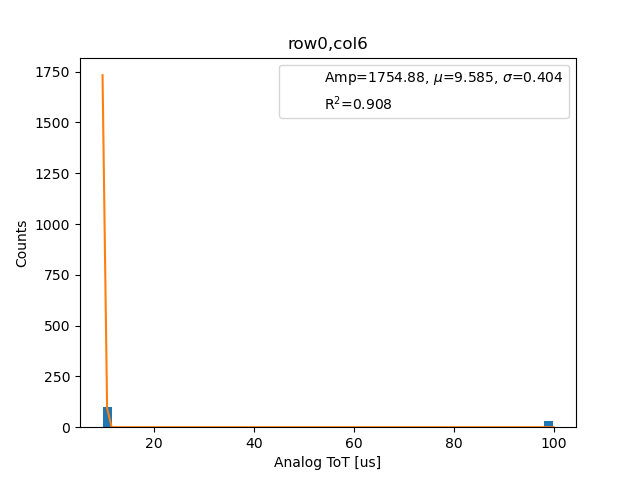 row0,col6
Amp=1754.88, μ=9.585, σ=0.404
R²=0.908
1750
1500
1250
1000
750
500
250
0
Counts
20 40 60 80 100
Analog ToT [us]